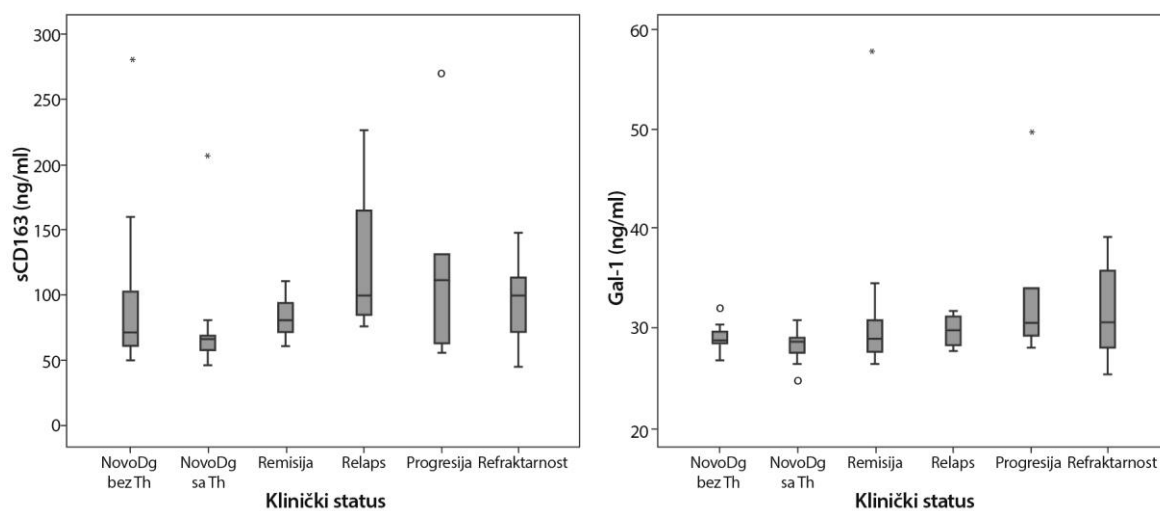 300
250
200
150
100
50
0
sCD163 (ng/ml)
NovoDg
bez Th
NovoDg
sa Th
Remisija
Relaps
Progresija
Refraktarnost
Klinički status
60
50
40
30
20
Gal-1 (ng/ml)
NovoDg
bez Th
NovoDg
sa Th
Remisija
Relaps
Progresija
Refraktarnost
Klinički status